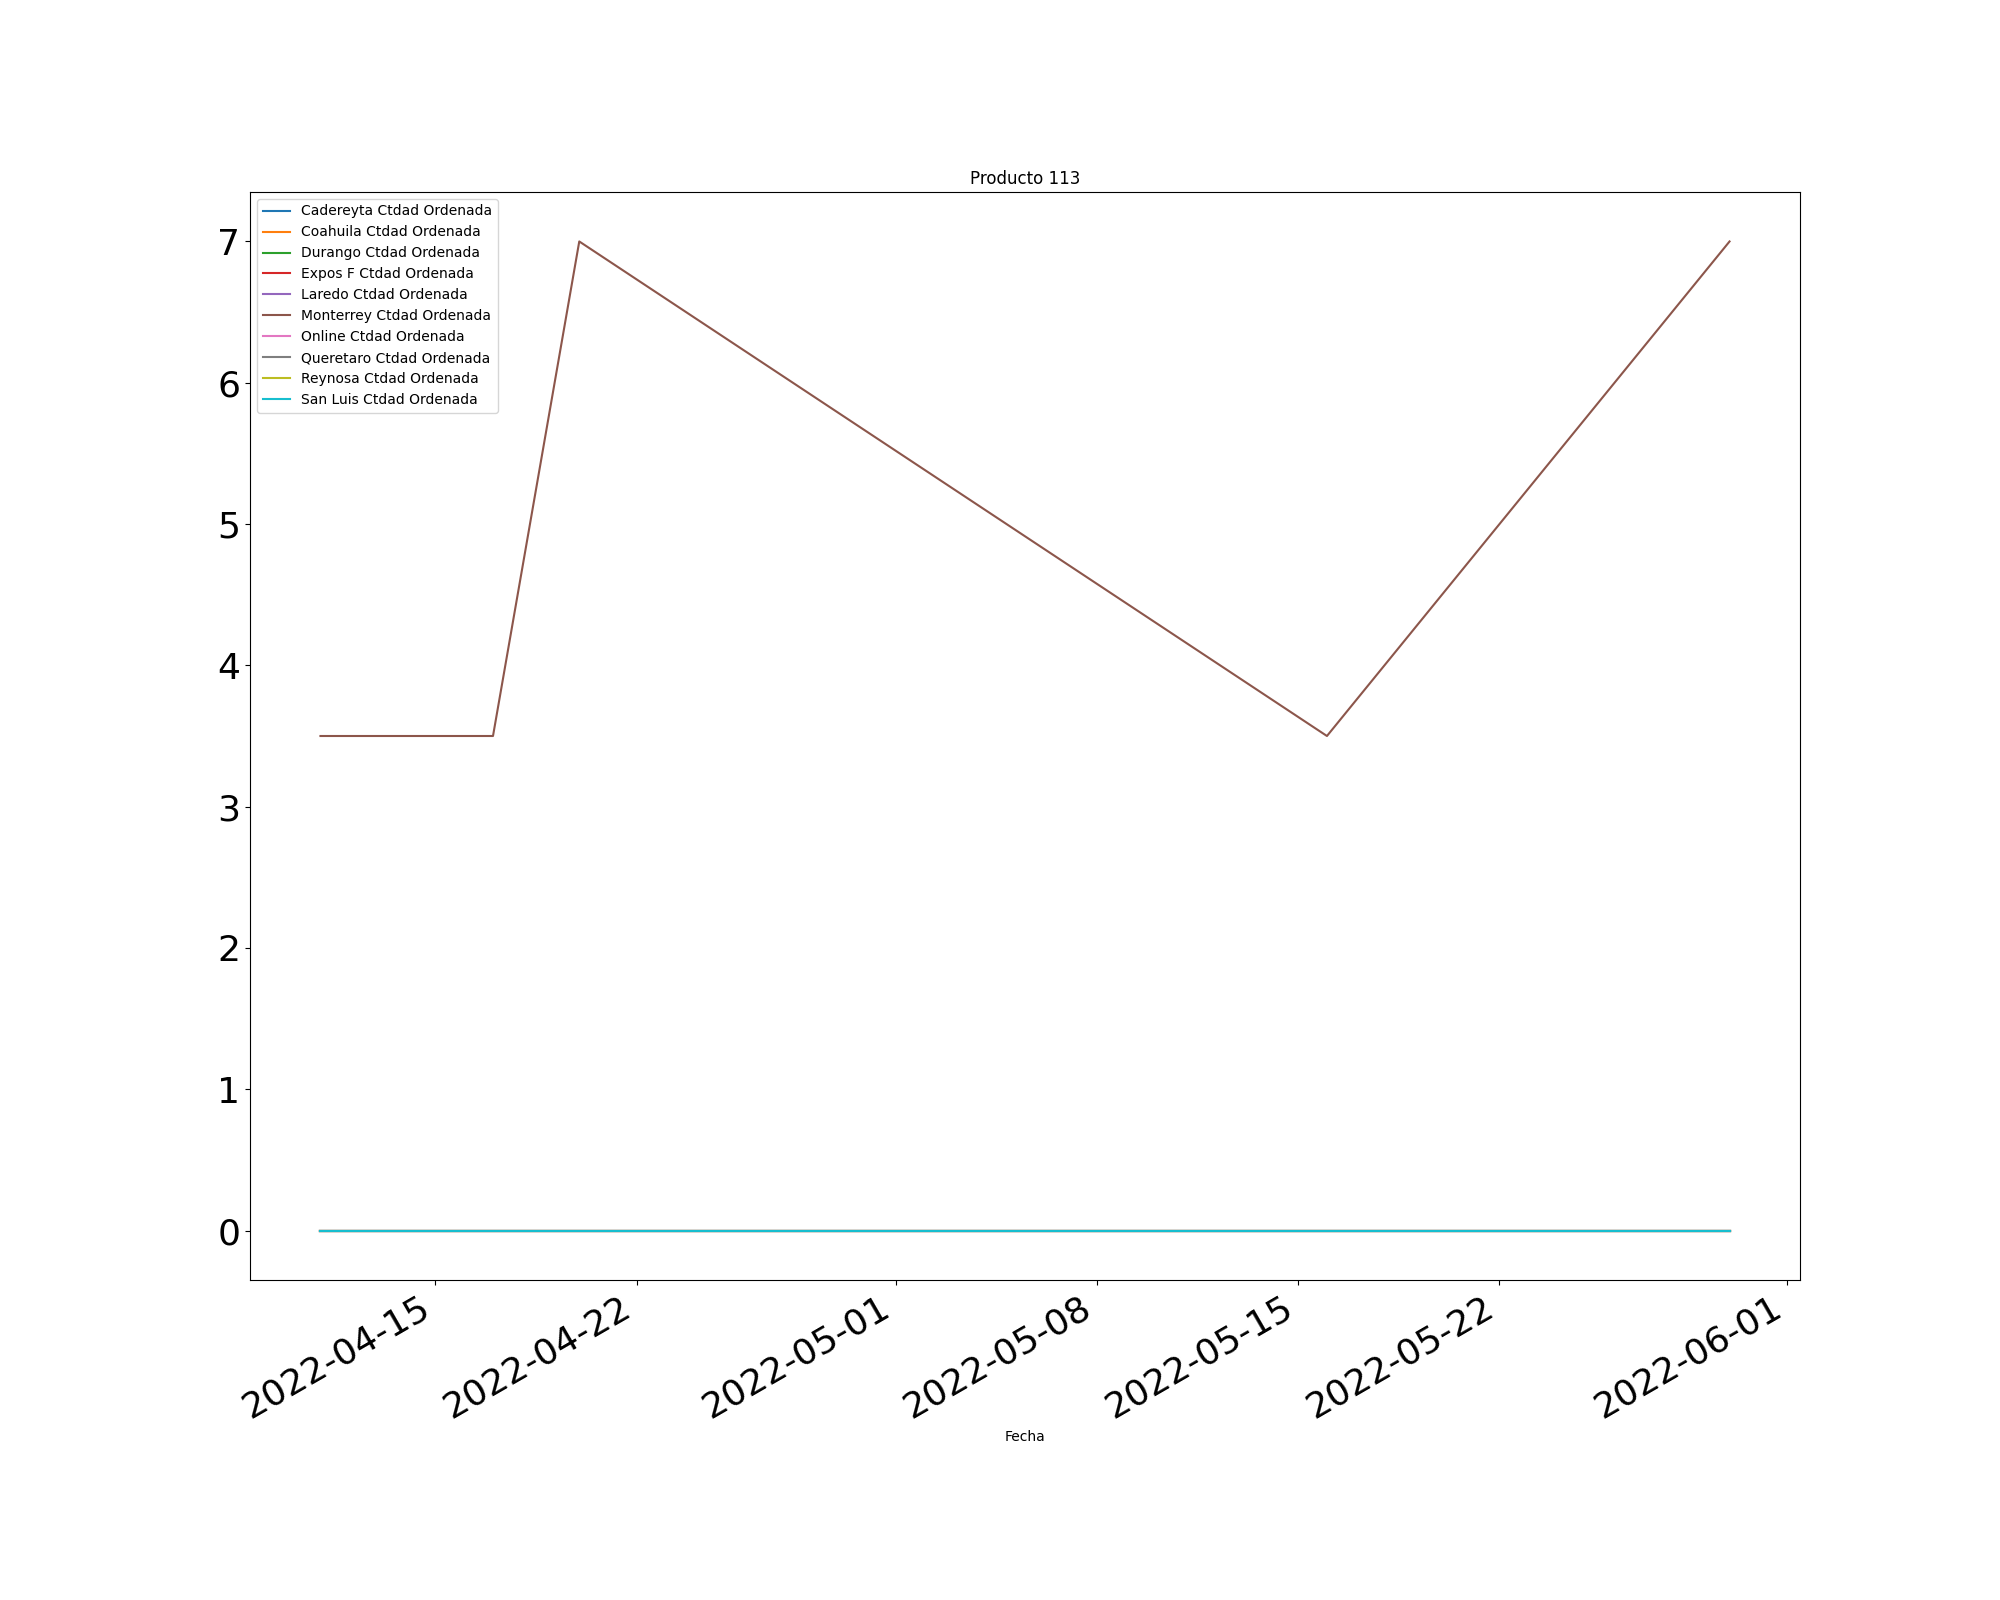 Producto 113
Cadereyta Ctdad Ordenada
Coahuila Ctdad Ordenada
Durango Ctdad Ordenada
Expos F Ctdad Ordenada
Laredo Ctdad Ordenada
Monterrey Ctdad Ordenada
Online Ctdad Ordenada
Queretaro Ctdad Ordenada
Reynosa Ctdad Ordenada
San Luis Ctdad Ordenada
7
6
5
4
3
2
1
0
2022-04-15
2022-04-22
2022-05-01
2022-05-08
2022-05-15
2022-05-22
2022-06-01
Fecha